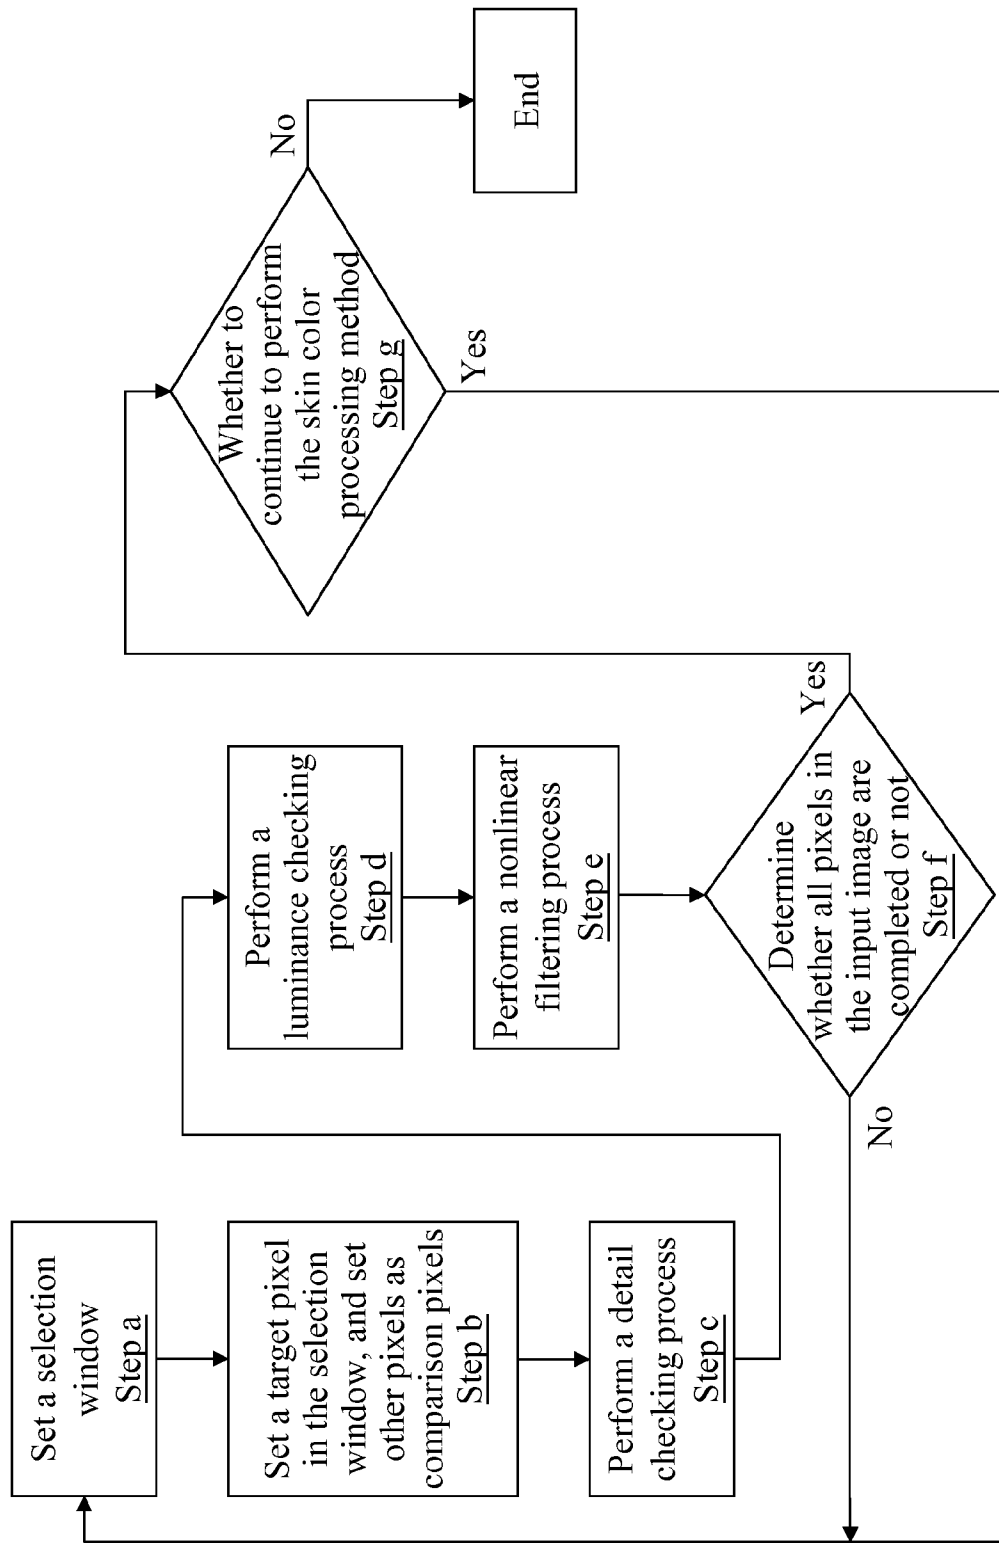 Set a selection
window
Step a
Set a target pixel
in the selection
window, and set
other pixels as
comparison pixels
Step b
Perform a detail
checking process
Step c
Perform a
luminance checking
process
Step d
Perform a nonlinear
filtering process
Step e
Determine
whether all pixels in
the input image are
completed or not
Step f
No
Yes
Whether to
continue to perform
the skin color
processing method
Step g
Yes
No
End